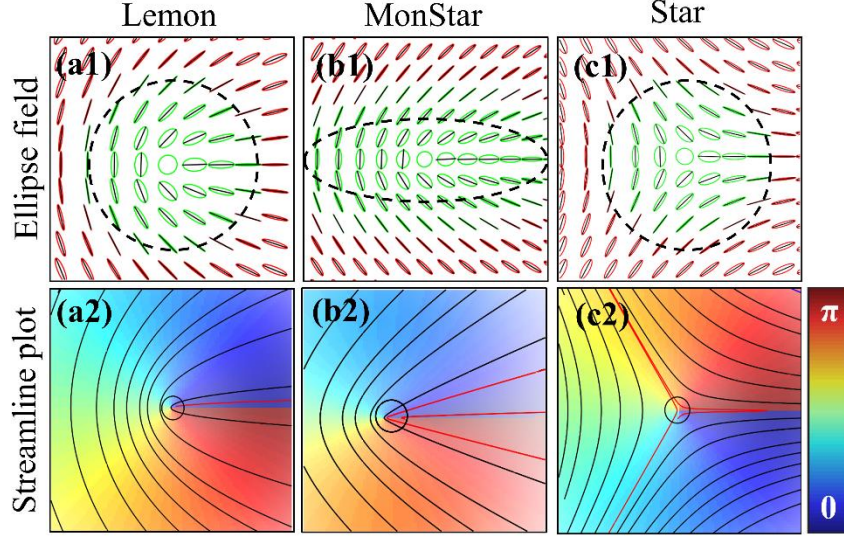 Lemon MonStar Star
Ellipse field
(a1) (b1) (c1)
Streamline plot
(a2) (b2) (c2)
π
0